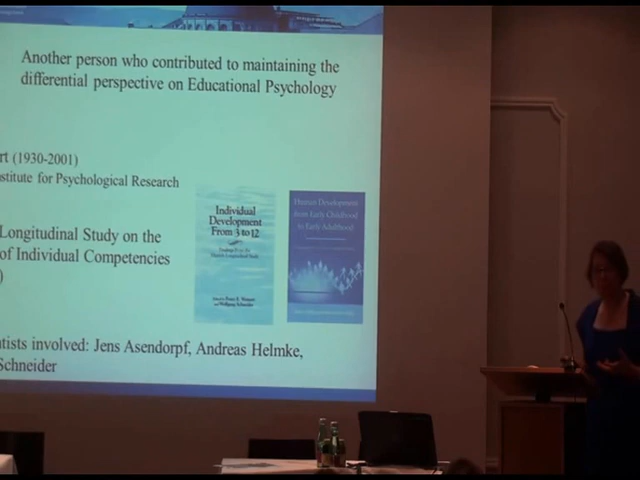 Another person who contributed to maintaining the
differential perspective on Educational Psychology
rt (1930-2001)
stitute for Psychological Research
Longitudinal Study on the
of Individual Competencies
)
tists involved: Jens Asendorpf, Andreas Helmke,
Schneider
Individual
Development
From 3 to 12
Human Development
from Early Childhood
to Early Adulthood